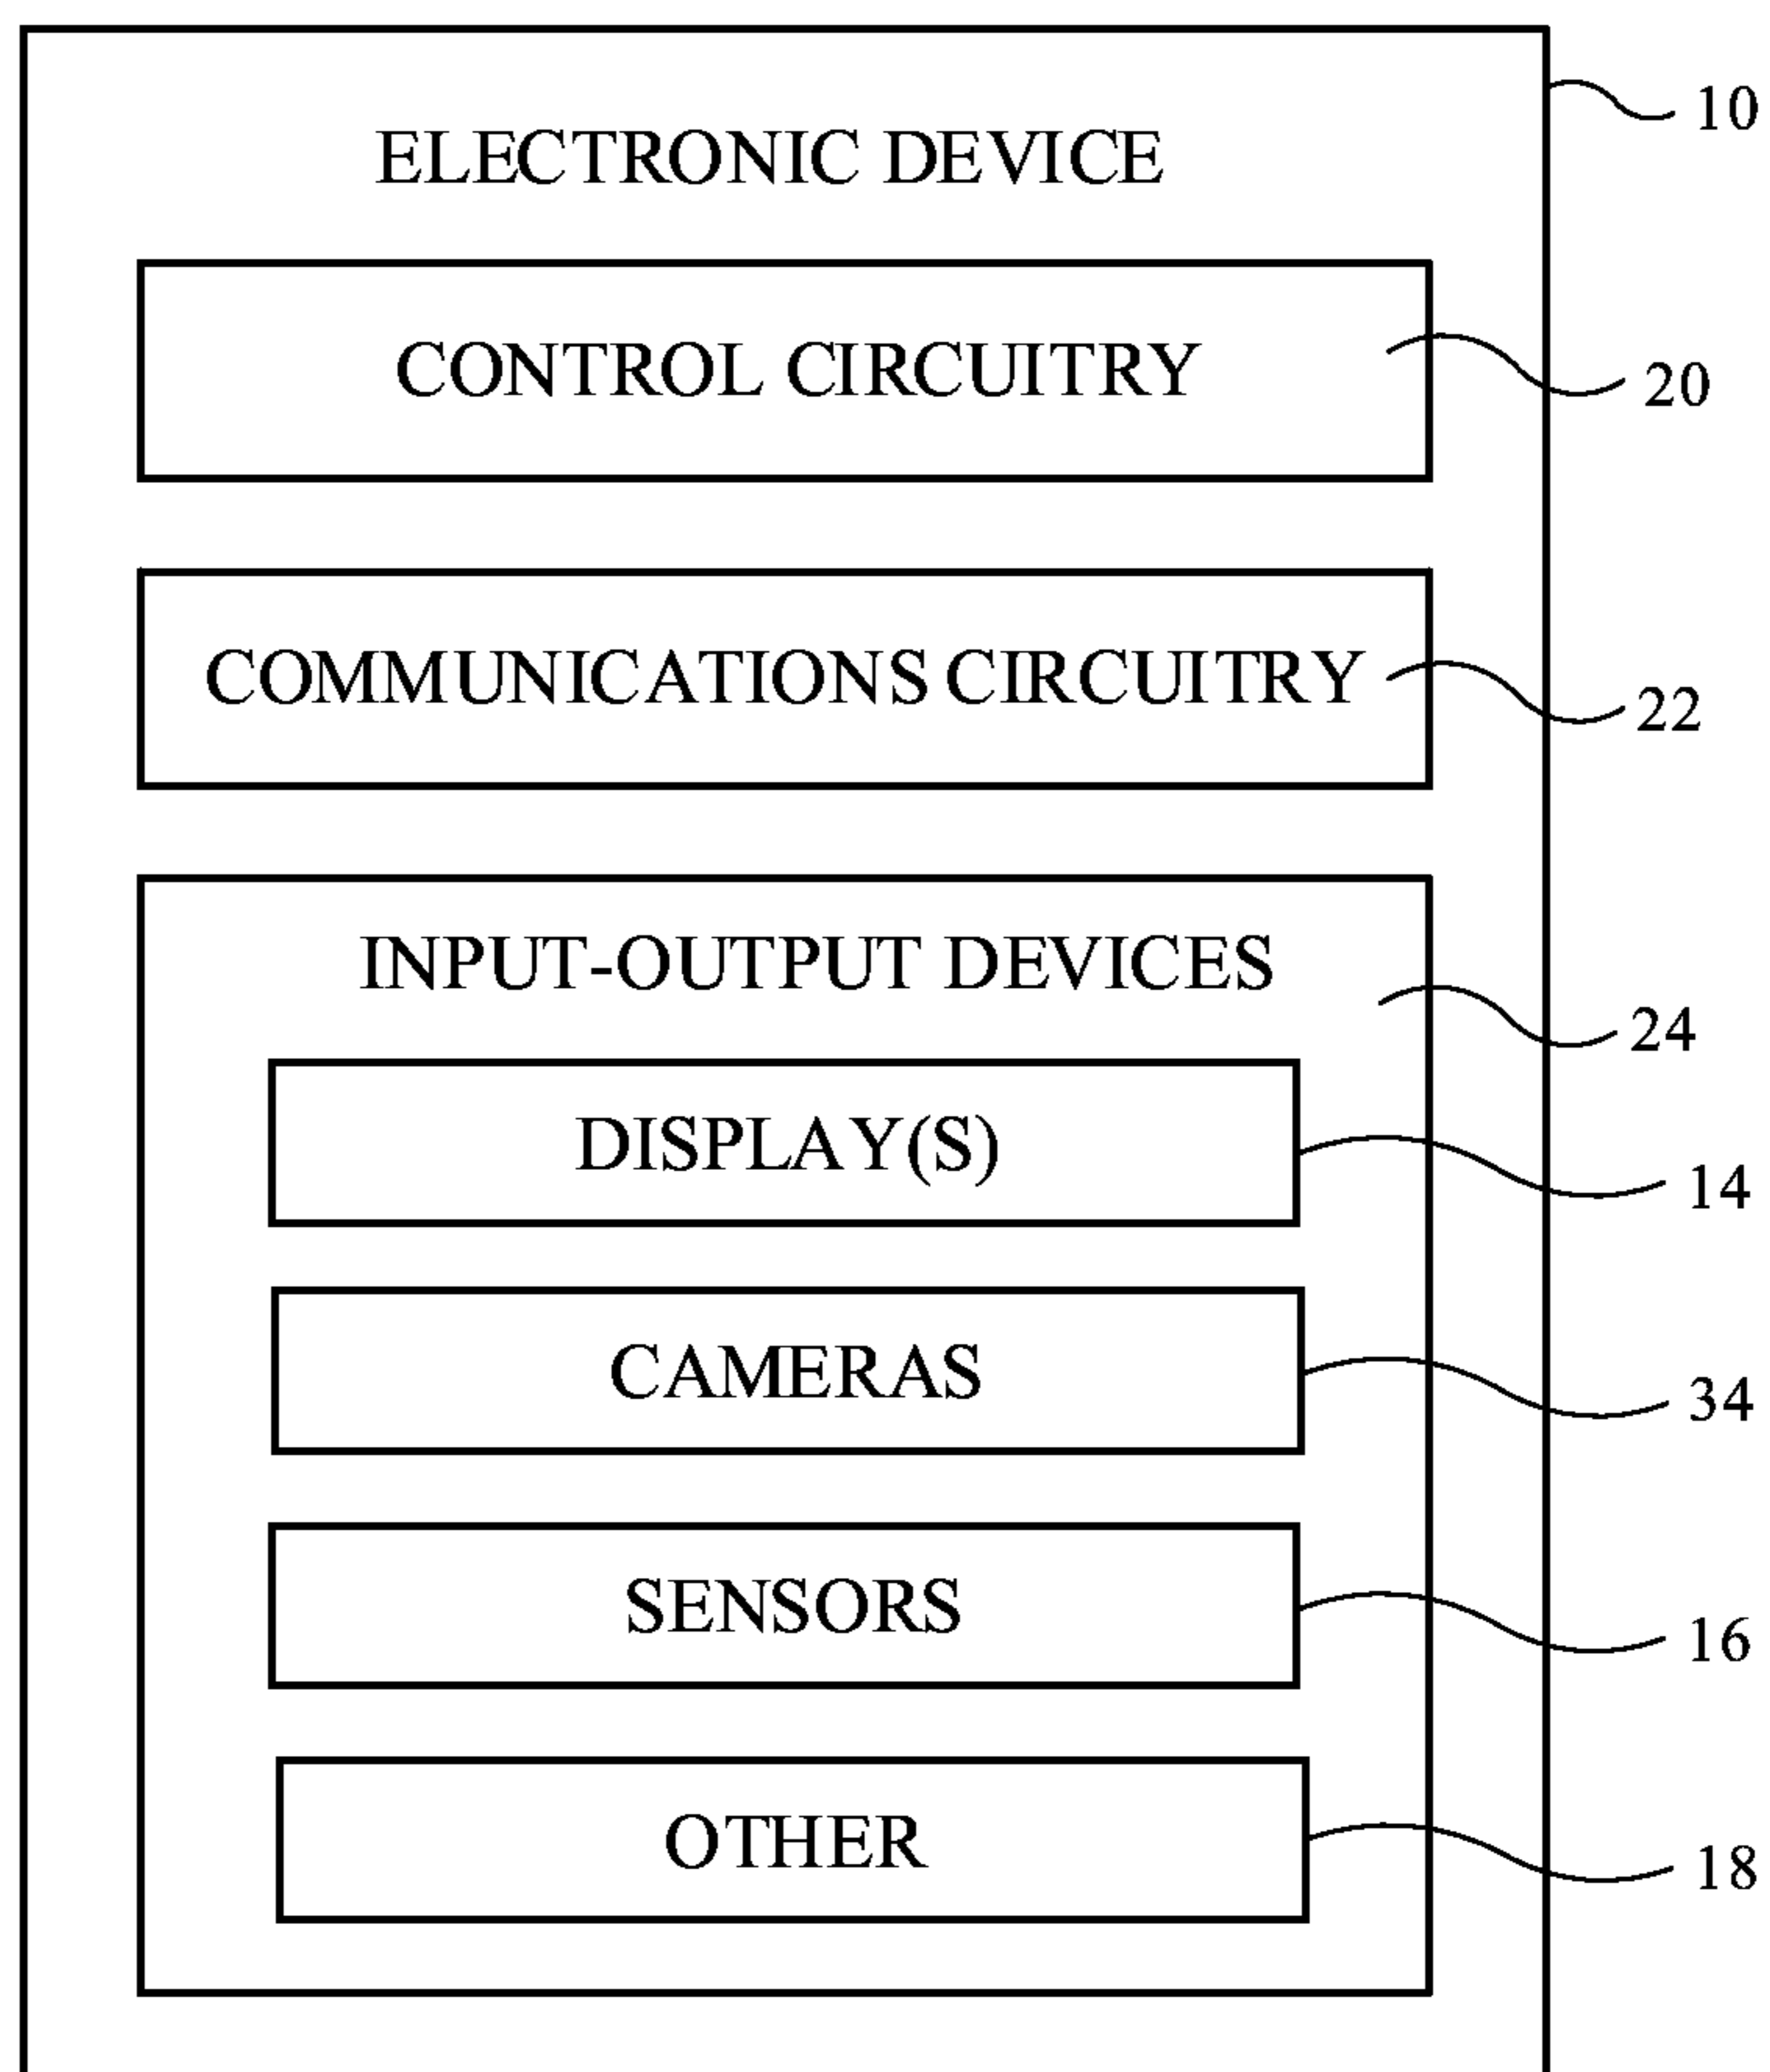 10
ELECTRONIC DEVICE
CONTROL CIRCUITRY
20
COMMUNICATIONS CIRCUITRY
22
INPUT-OUTPUT DEVICES
24
DISPLAY(S)
14
CAMERAS
34
SENSORS
16
OTHER
18